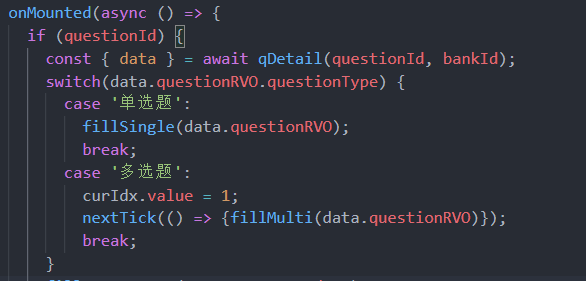 onMounted(async () => {
if (questionId) {
const { data } = await qDetail(questionId, bankId);
switch(data.questionRVO.questionType) {
case '单选题':
fillSingle(data.questionRVO);
break;
case '多选题':
curIdx.value = 1;
nextTick(() => {fillMulti(data.questionRVO)});
break;
}